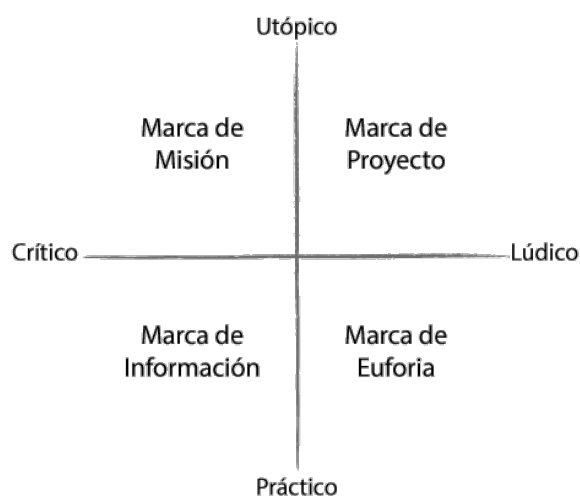 Utópico
Marca de
Misión
Marca de
Proyecto
Crítico
Lúdico
Marca de
Información
Marca de
Euforia
Práctico